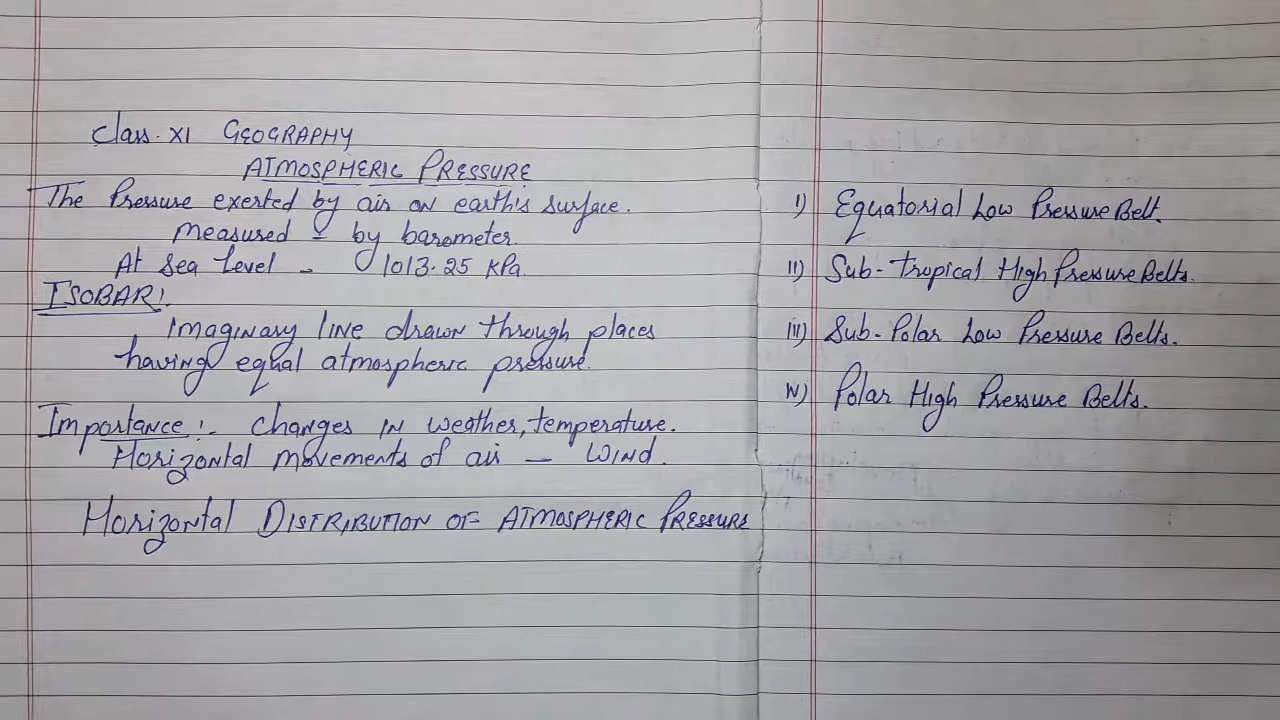 Class. XI GEOGRAPHY
ATMOSPHERIC PRESSURE
The Pressure exerted by air on earth's surface.
measured - by barometer.
At Sea Level - 1013.25 KPa
ISOBAR:
Imaginary line drawn through places
having equal atmospheric pressure.
Importance :- changes in weather, temperature.
Horizontal movements of air - WIND.
Horizontal DISTRIBUTION OF ATMOSPHERIC PRESSURE
I) Equatorial Low Pressure Belt.
II) Sub-tropical High Pressure Belts.
III) Sub-Polar Low Pressure Belts.
IV) Polar High Pressure Belts.